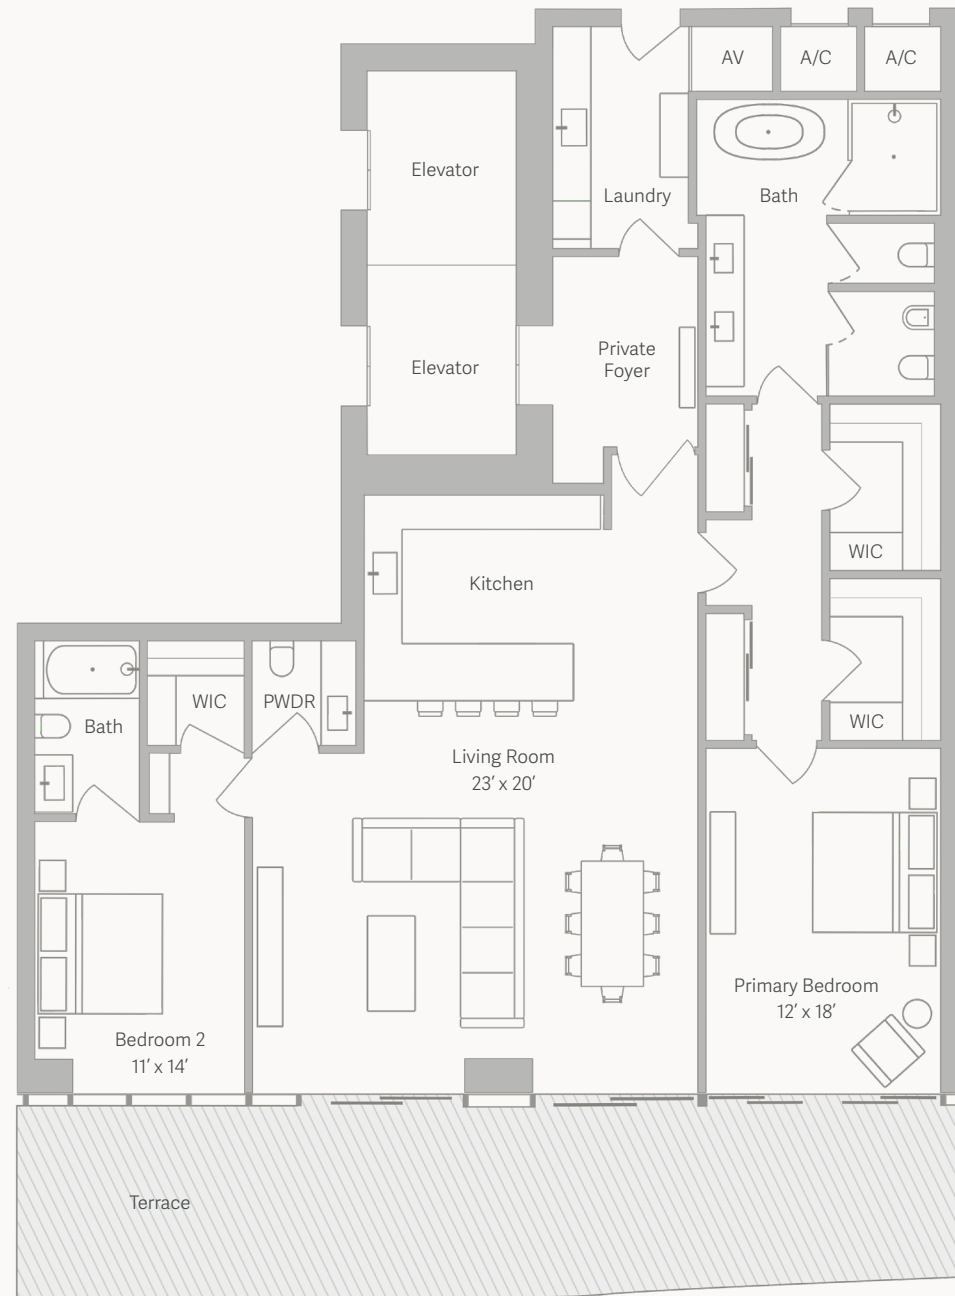 AV
A/C
A/C
Elevator
Laundry
Bath
Private
Foyer
Elevator
WIC
Kitchen
WIC
PWDR
Bath
WIC
Living Room
23’ x 20’
Primary Bedroom
12’ x 18’
Bedroom 2
11’ x 14’
Terrace